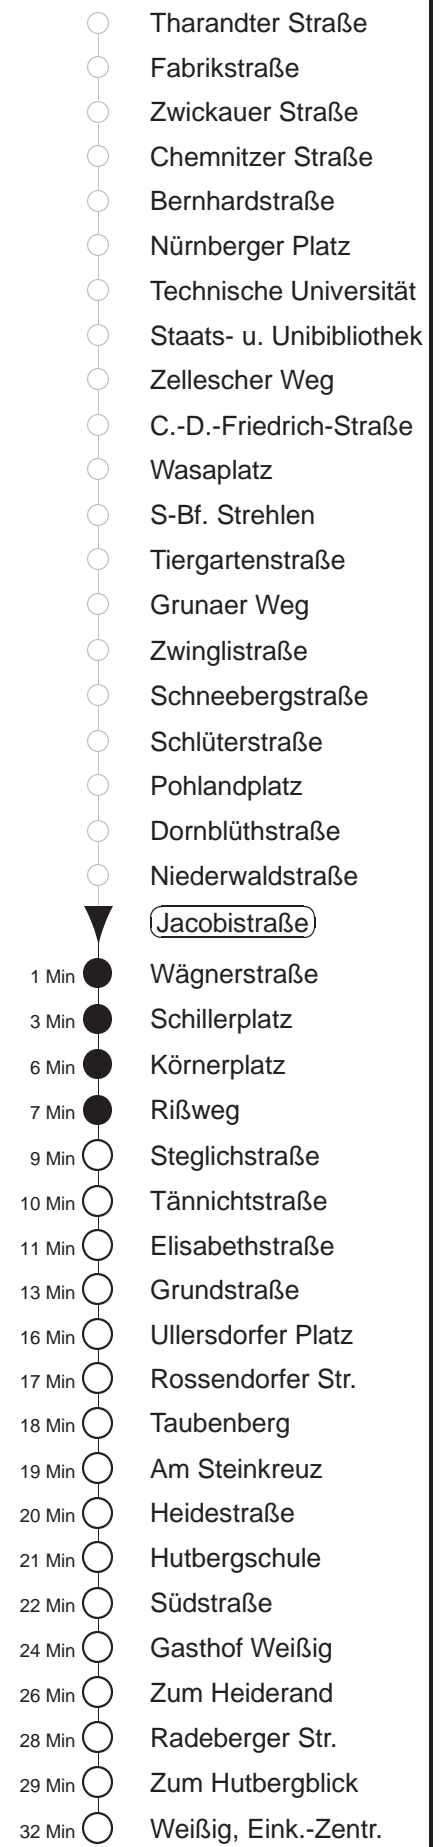 Tharandter Straße
Fabrikstraße
Zwickauer Straße
Chemnitzer Straße
Bernhardstraße
Nürnberger Platz
Technische Universität
Staats- u. Unibibliothek
Zellescher Weg
C.-D.-Friedrich-Straße
Wasaplatz
S-Bf. Strehlen
Tiergartenstraße
Grunaer Weg
Zwinglistraße
Schneebergstraße
Schlüterstraße
Pohlandplatz
Dornblüthstraße
Niederwaldstraße
Jacobistraße
1 Min Wägnerstraße
3 Min Schillerplatz
6 Min Körnerplatz
7 Min Rißweg
9 Min Steglichstraße
10 Min Tännichtstraße
11 Min Elisabethstraße
13 Min Grundstraße
16 Min Ullersdorfer Platz
17 Min Rossendorfer Str.
18 Min Taubenberg
19 Min Am Steinkreuz
20 Min Heidestraße
21 Min Hutbergschule
22 Min Südstraße
24 Min Gasthof Weißig
26 Min Zum Heiderand
28 Min Radeberger Str.
29 Min Zum Hutbergblick
32 Min Weißig, Eink.-Zentr.